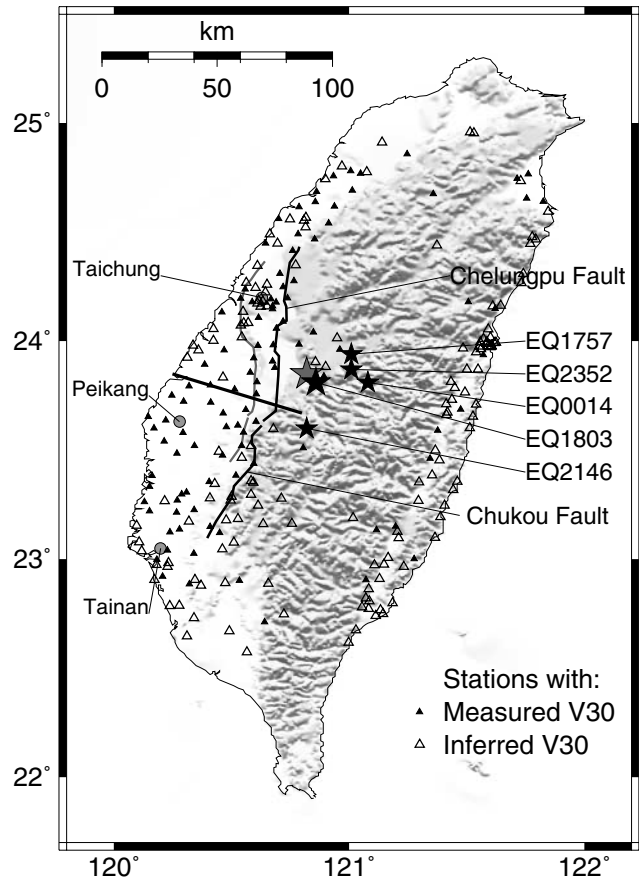 km
0 50 100
25˚
Taichung
Chelungpu Fault
24˚
EQ1757
EQ2352
Peikang
EQ0014
EQ1803
EQ2146
Chukou Fault
23˚
Tainan
Stations with:
Measured V30
Inferred V30
22˚
120˚ 121˚ 122˚